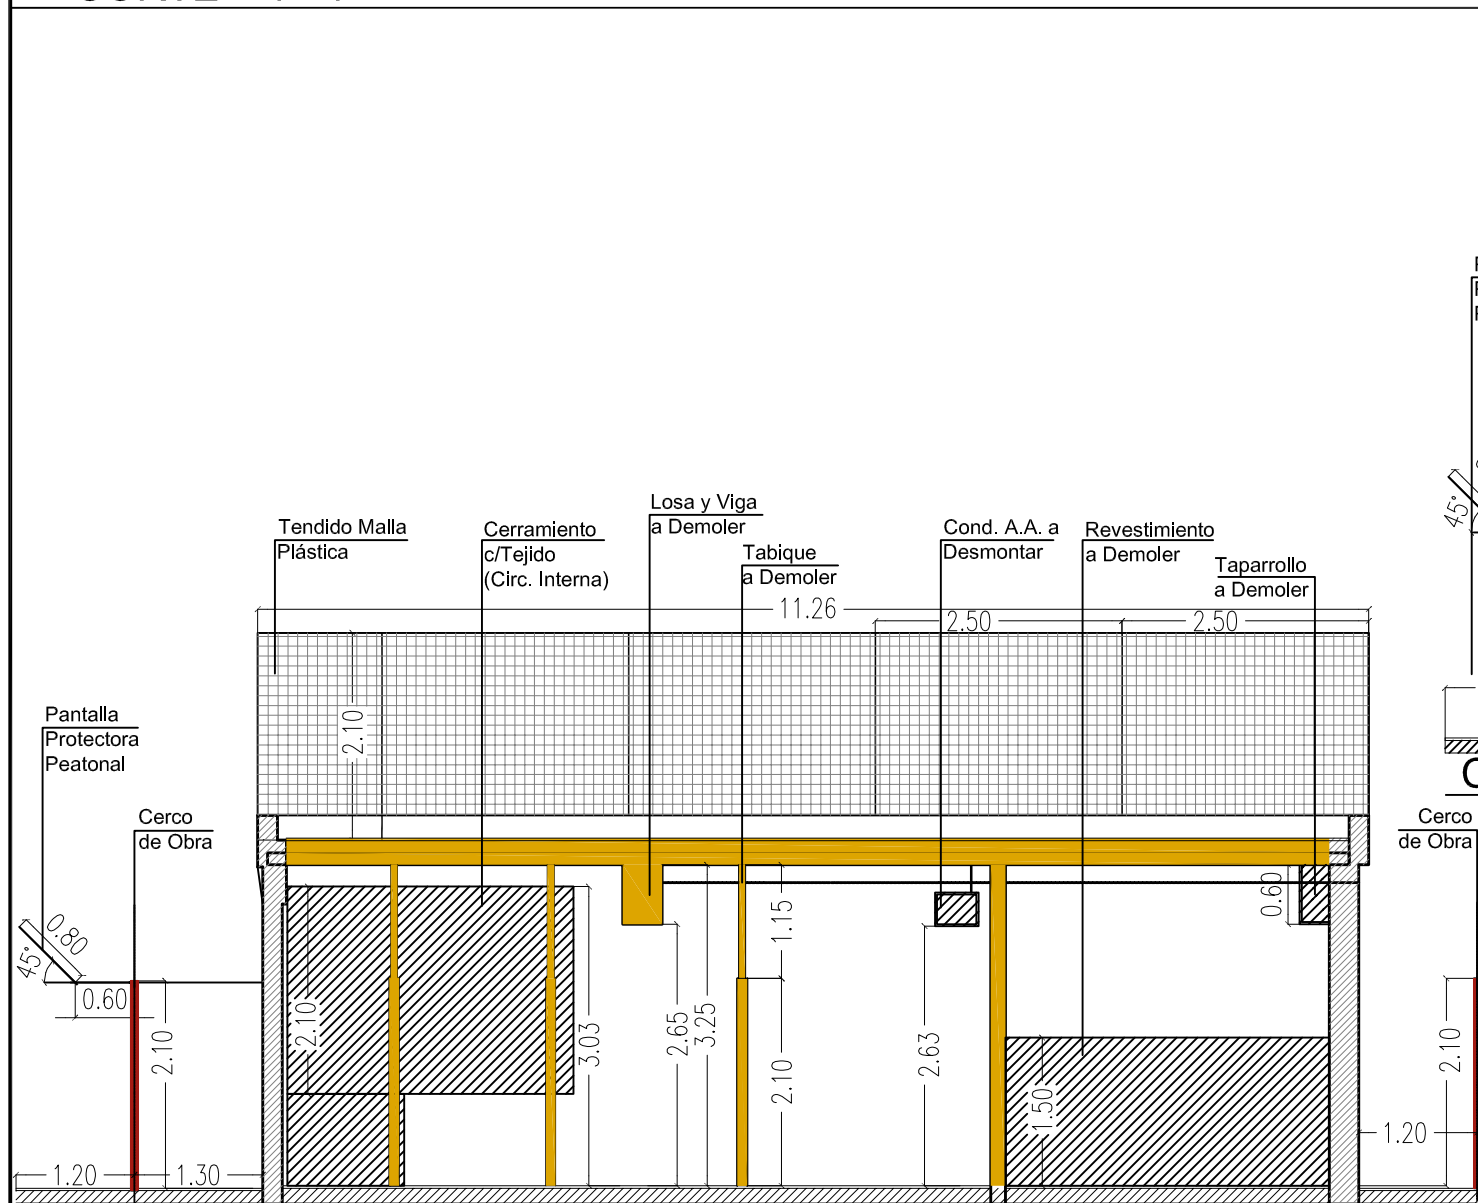 Losa y Viga
a Demoler
Tendido Malla
Plástica
Cerramiento
c/Tejido
(Circ. Interna)
Tabique
a Demoler
Cond. A.A. a
Desmontar
Revestimiento
a Demoler
Taparrollo
a Demoler
45°
11.26
2.50
2.50
2.10
Pantalla
Protectora
Peatonal
Cerco
de Obra
Cerco
de Obra
0.80
45°
0.60
2.10
2.10
3.03
2.65
3.25
1.15
2.10
2.63
0.60
1.50
2.10
1.20
1.30
1.20